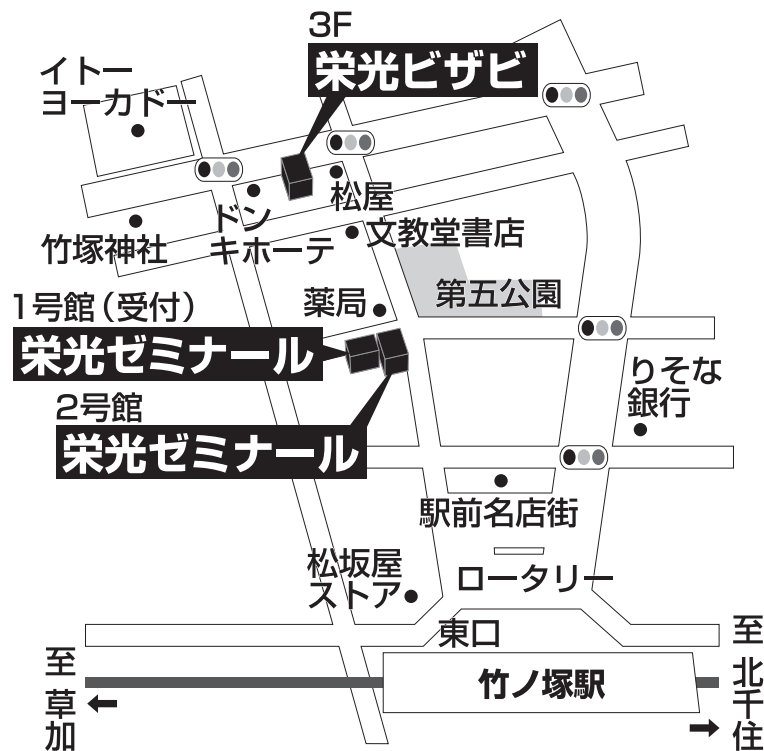 3F
栄光ビザビ
イトー
ヨーカドー
松屋
ドン
キホーテ
竹塚神社
文教堂書店
第五公園
薬局
1号館（受付）
栄光ゼミナール
2号館
栄光ゼミナール
りそな
銀行
駅前名店街
松坂屋
ストア
ロータリー
東口
竹ノ塚駅
至
草加
至
北千住